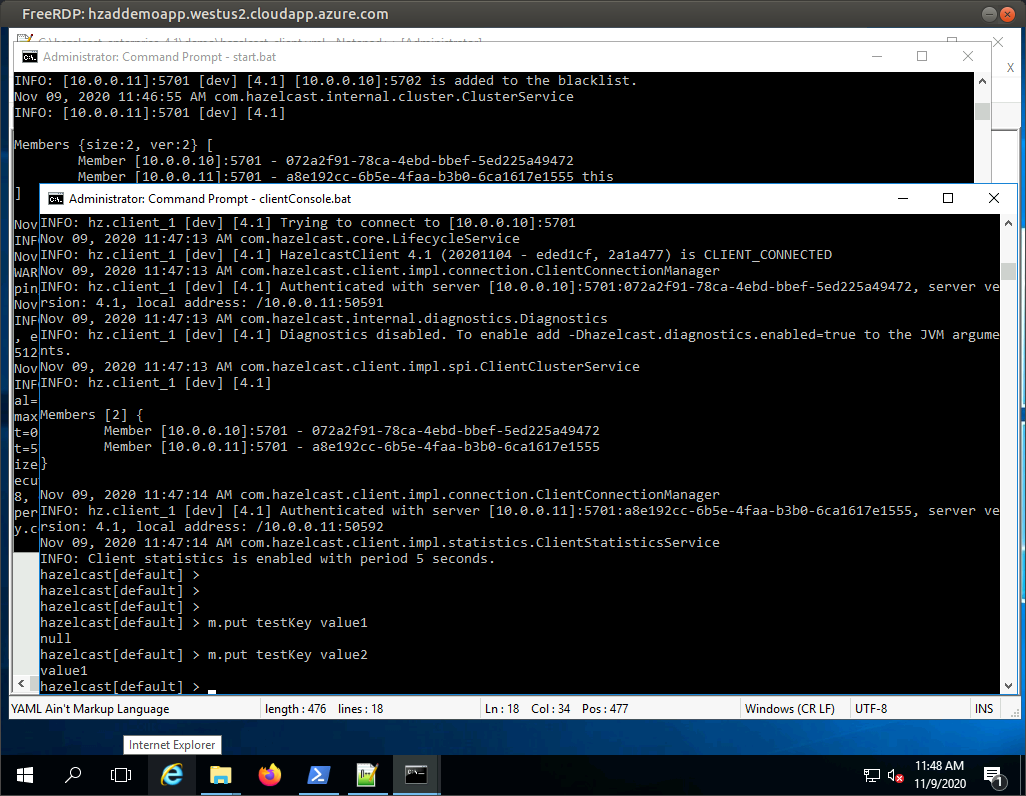 FreeRDP: hzaddemoapp.westus2.cloudapp.azure.com
Administrator: Command Prompt - start.bat
X
INFO: [10.0.0.11]:5701 [dev] [4.1] [10.0.0.10]:5702 is added to the blacklist.
Nov 09, 2020 11:46:55 AM com.hazelcast.internal.cluster.ClusterService
INFO: [10.0.0.11]:5701 [dev] [4.1]
Members {size:2, ver:2} [
Member [10.0.0.10]:5701 - 072a2f91-78ca-4ebd-bbef-5ed225a49472
Member [10.0.0.11]:5701 - a8e192cc-6b5e-4faa-b3b0-6ca1617e1555 this
]
Nov
INF
Nov
WAR
pin
Nov
INF
, e
512
Nov
INF
al=
max
t=0
t=5
ize
ecu
8,
per
y.c
Administrator: Command Prompt - clientConsole.bat
INFO: hz.client_1 [dev] [4.1] Trying to connect to [10.0.0.10]:5701
Nov 09, 2020 11:47:13 AM com.hazelcast.core.LifecycleService
INFO: hz.client_1 [dev] [4.1] HazelcastClient 4.1 (20201104 - eded1cf, 2a1a477) is CLIENT_CONNECTED
Nov 09, 2020 11:47:13 AM com.hazelcast.client.impl.connection.ClientConnectionManager
INFO: hz.client_1 [dev] [4.1] Authenticated with server [10.0.0.10]:5701:072a2f91-78ca-4ebd-bbef-5ed225a49472, server ve
rsion: 4.1, local address: /10.0.0.11:50591
Nov 09, 2020 11:47:13 AM com.hazelcast.internal.diagnostics.Diagnostics
INFO: hz.client_1 [dev] [4.1] Diagnostics disabled. To enable add -Dhazelcast.diagnostics.enabled=true to the JVM argume
nts.
Nov 09, 2020 11:47:13 AM com.hazelcast.client.impl.spi.ClientClusterService
INFO: hz.client_1 [dev] [4.1]
Members [2] {
Member [10.0.0.10]:5701 - 072a2f91-78ca-4ebd-bbef-5ed225a49472
Member [10.0.0.11]:5701 - a8e192cc-6b5e-4faa-b3b0-6ca1617e1555
}
Nov 09, 2020 11:47:14 AM com.hazelcast.client.impl.connection.ClientConnectionManager
INFO: hz.client_1 [dev] [4.1] Authenticated with server [10.0.0.11]:5701:a8e192cc-6b5e-4faa-b3b0-6ca1617e1555, server ve
rsion: 4.1, local address: /10.0.0.11:50592
Nov 09, 2020 11:47:14 AM com.hazelcast.client.impl.statistics.ClientStatisticsService
INFO: Client statistics is enabled with period 5 seconds.
hazelcast[default] >
hazelcast[default] >
hazelcast[default] >
hazelcast[default] > m.put testKey value1
null
hazelcast[default] > m.put testKey value2
value1
hazelcast[default] >
YAML Ain't Markup Language length : 476 lines : 18 Ln : 18 Col : 34 Pos : 477 Windows (CR LF) UTF-8 INS
Internet Explorer
11:48 AM
11/9/2020
1